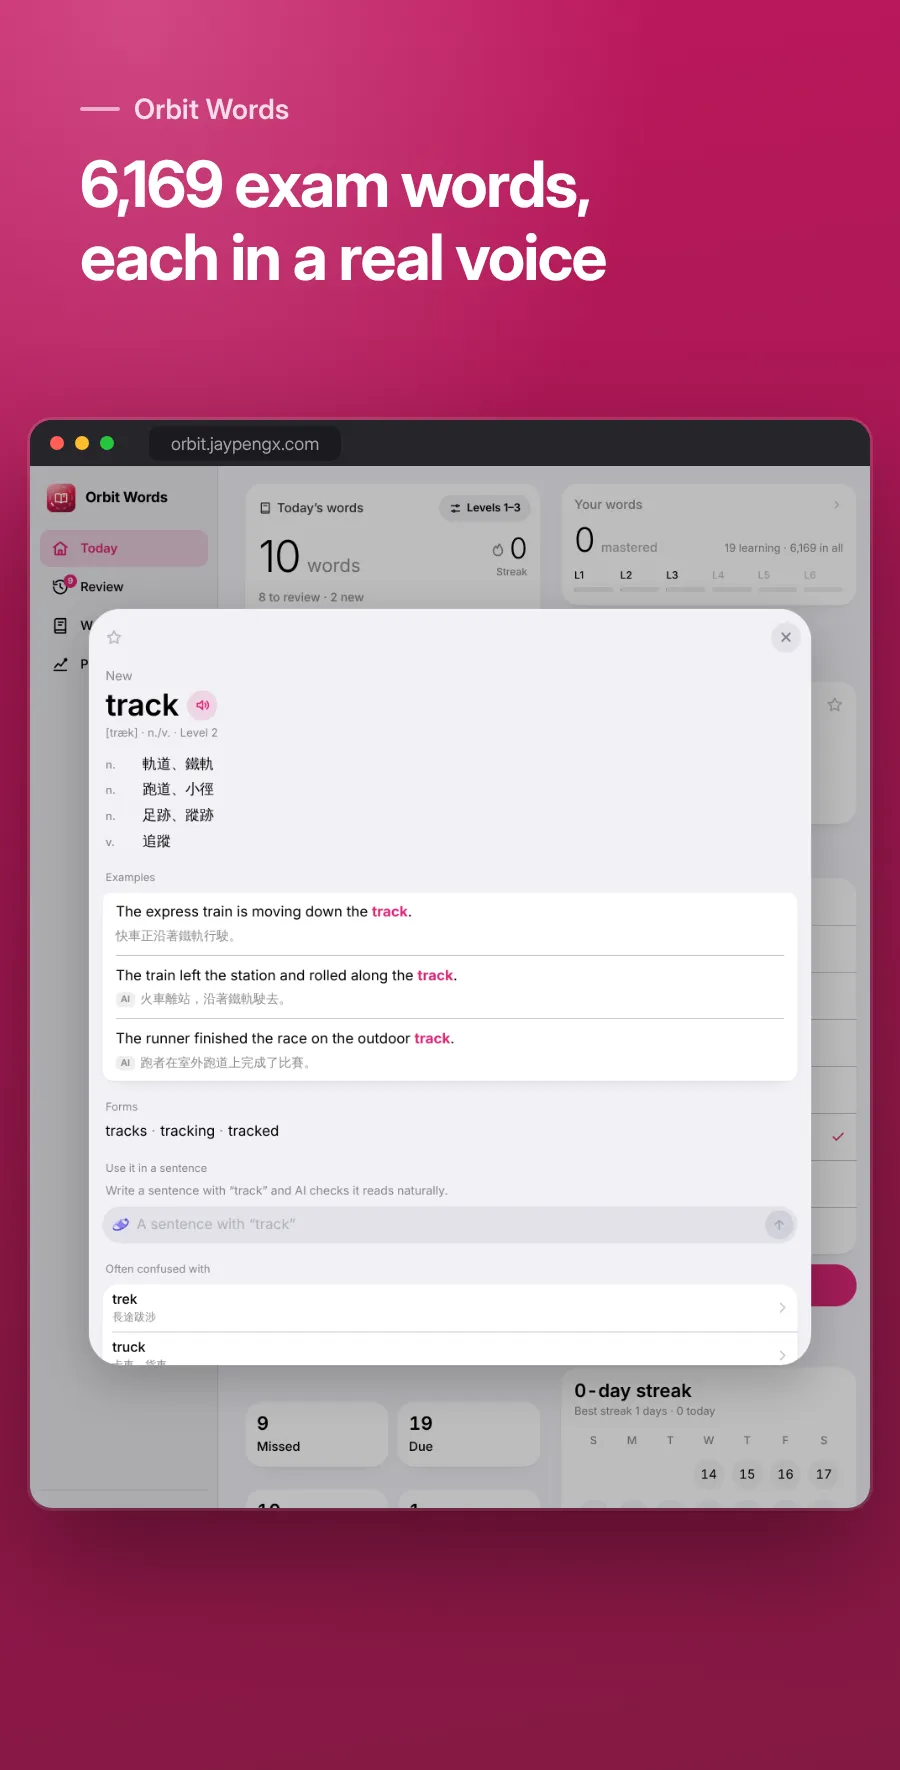 Orbit Words
6,169 exam words,
each in a real voice
orbit.jaypengx.com
Orbit Words
Today
9
Review
W
P
Today's words
Levels 1–3
10 words
0
Streak
8 to review · 2 new
Your words
0 mastered
19 learning · 6,169 in all
L1 L2 L3 L4 L5 L6
New
track
[træk] · n./v. · Level 2
n. 軌道、鐵軌
n. 跑道、小徑
n. 足跡、蹤跡
v. 追蹤
Examples
The express train is moving down the track.
快車正沿著鐵軌行駛。
The train left the station and rolled along the track.
AI 火車離站，沿著鐵軌駛去。
The runner finished the race on the outdoor track.
AI 跑者在室外跑道上完成了比賽。
Forms
tracks · tracking · tracked
Use it in a sentence
Write a sentence with “track” and AI checks it reads naturally.
A sentence with “track”
Often confused with
trek
長途跋涉
truck
卡車、貨車
9
Missed
19
Due
0-day streak
Best streak 1 days · 0 today
S M T W T F S
14 15 16 17